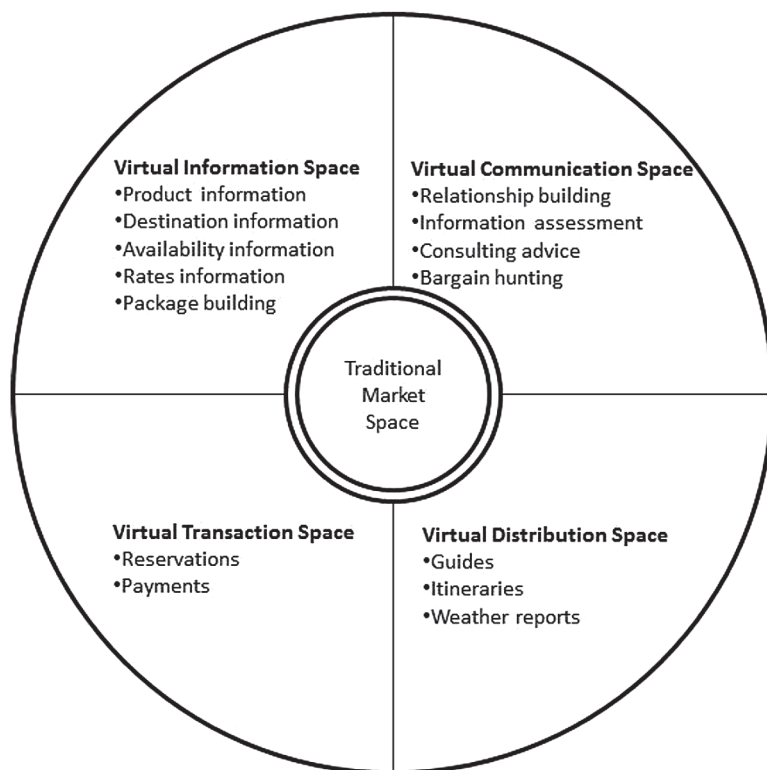 Virtual Information Space
•Product information
•Destination information
•Availability information
•Rates information
•Package building
Virtual Communication Space
•Relationship building
•Information assessment
•Consulting advice
•Bargain hunting
Traditional
Market
Space
Virtual Transaction Space
•Reservations
•Payments
Virtual Distribution Space
•Guides
•Itineraries
•Weather reports